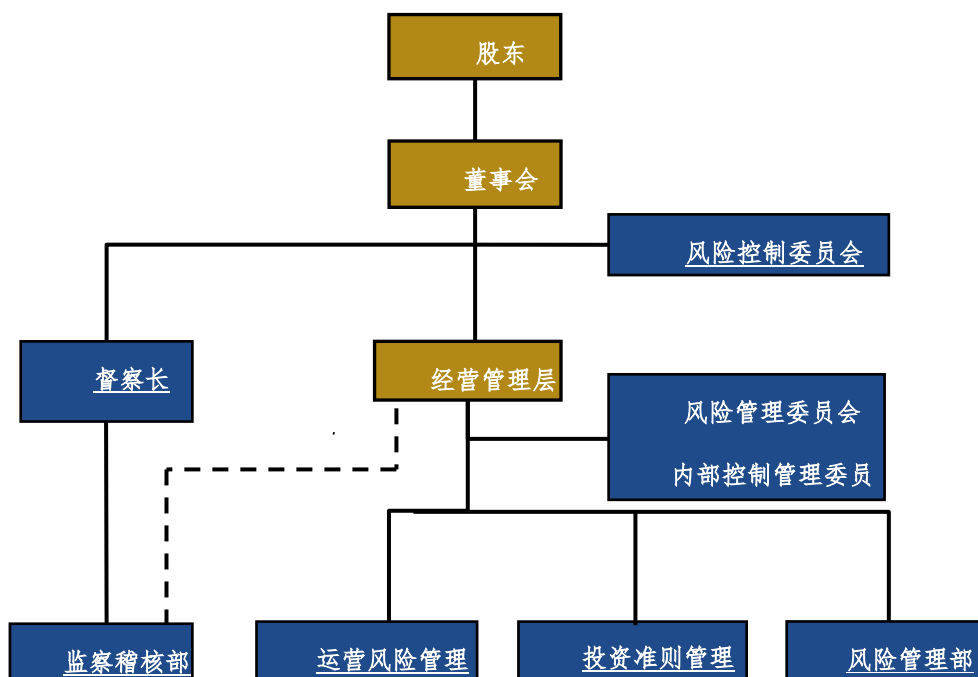 股东
董事会
风险控制委员会
督察长
经营管理层
风险管理委员会
内部控制管理委员
监察稽核部
运营风险管理
投资准则管理
风险管理部